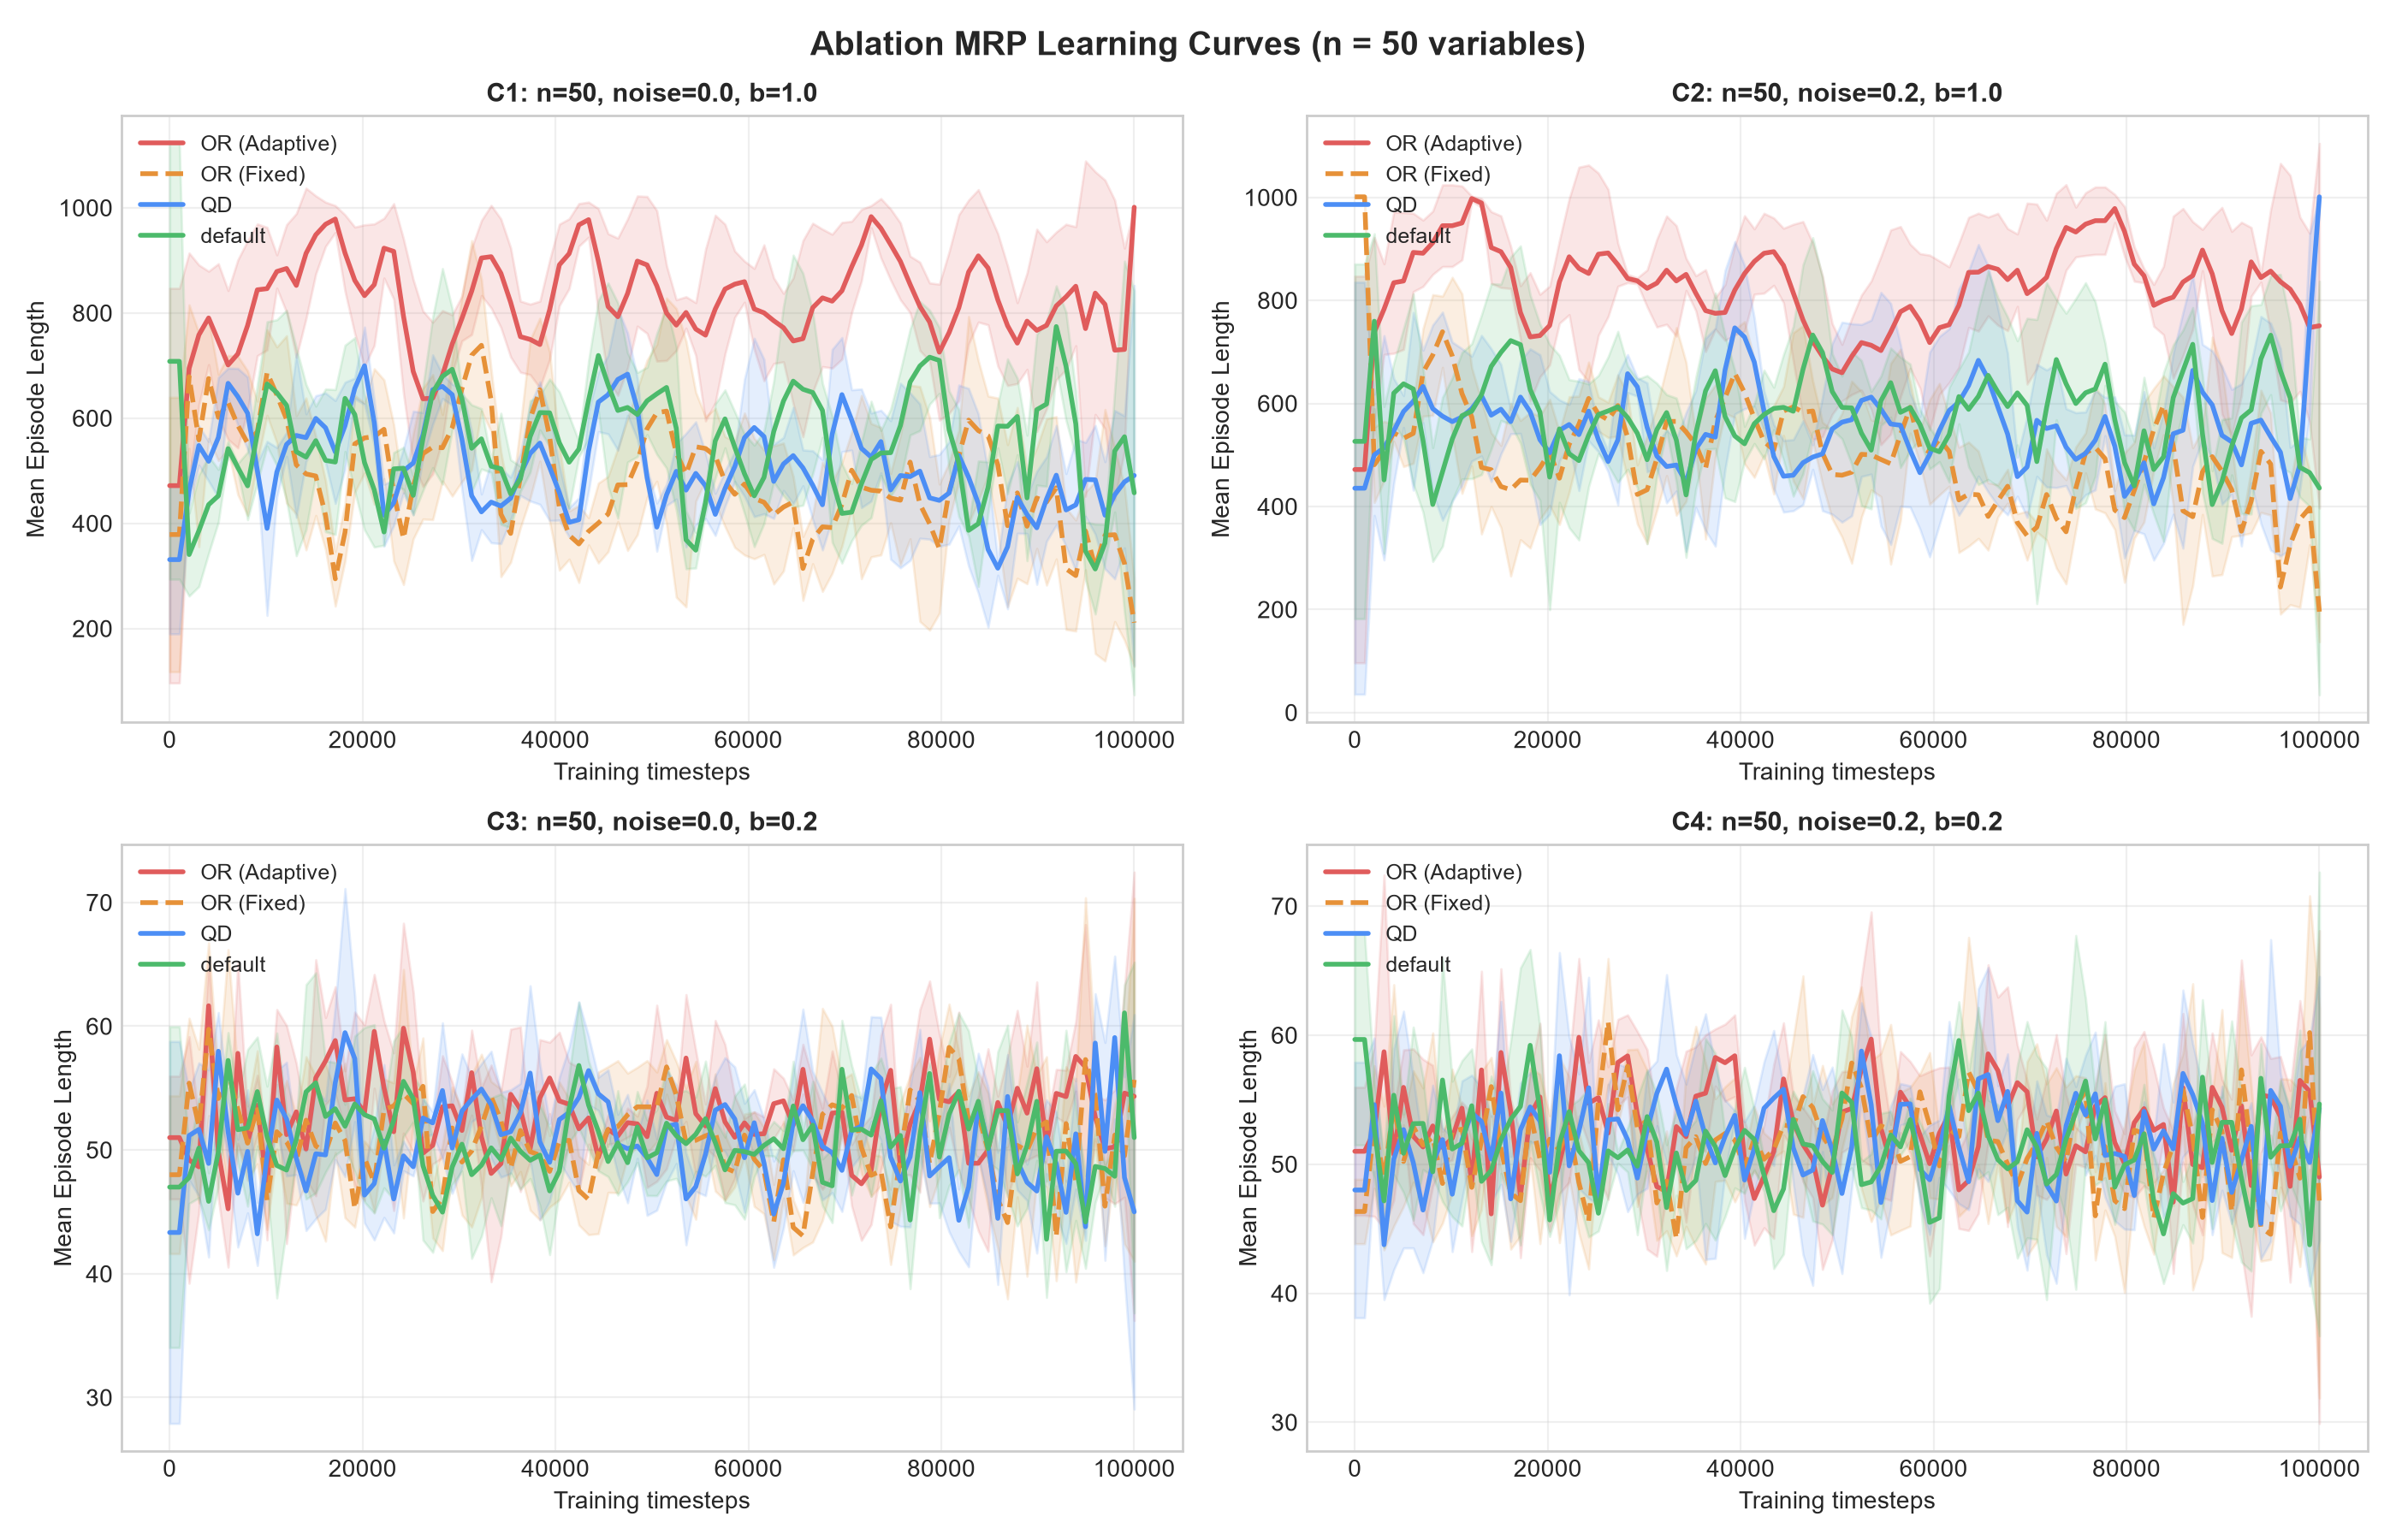 Ablation MRP Learning Curves (n = 50 variables)
C1: n=50, noise=0.0, b=1.0
OR (Adaptive)
OR (Fixed)
QD
default
1000
800
600
400
200
Mean Episode Length
0 20000 40000 60000 80000 100000
Training timesteps
C2: n=50, noise=0.2, b=1.0
OR (Adaptive)
OR (Fixed)
QD
default
1000
800
600
400
200
0
Mean Episode Length
0 20000 40000 60000 80000 100000
Training timesteps
C3: n=50, noise=0.0, b=0.2
OR (Adaptive)
OR (Fixed)
QD
default
70
60
50
40
30
Mean Episode Length
0 20000 40000 60000 80000 100000
Training timesteps
C4: n=50, noise=0.2, b=0.2
OR (Adaptive)
OR (Fixed)
QD
default
70
60
50
40
30
Mean Episode Length
0 20000 40000 60000 80000 100000
Training timesteps